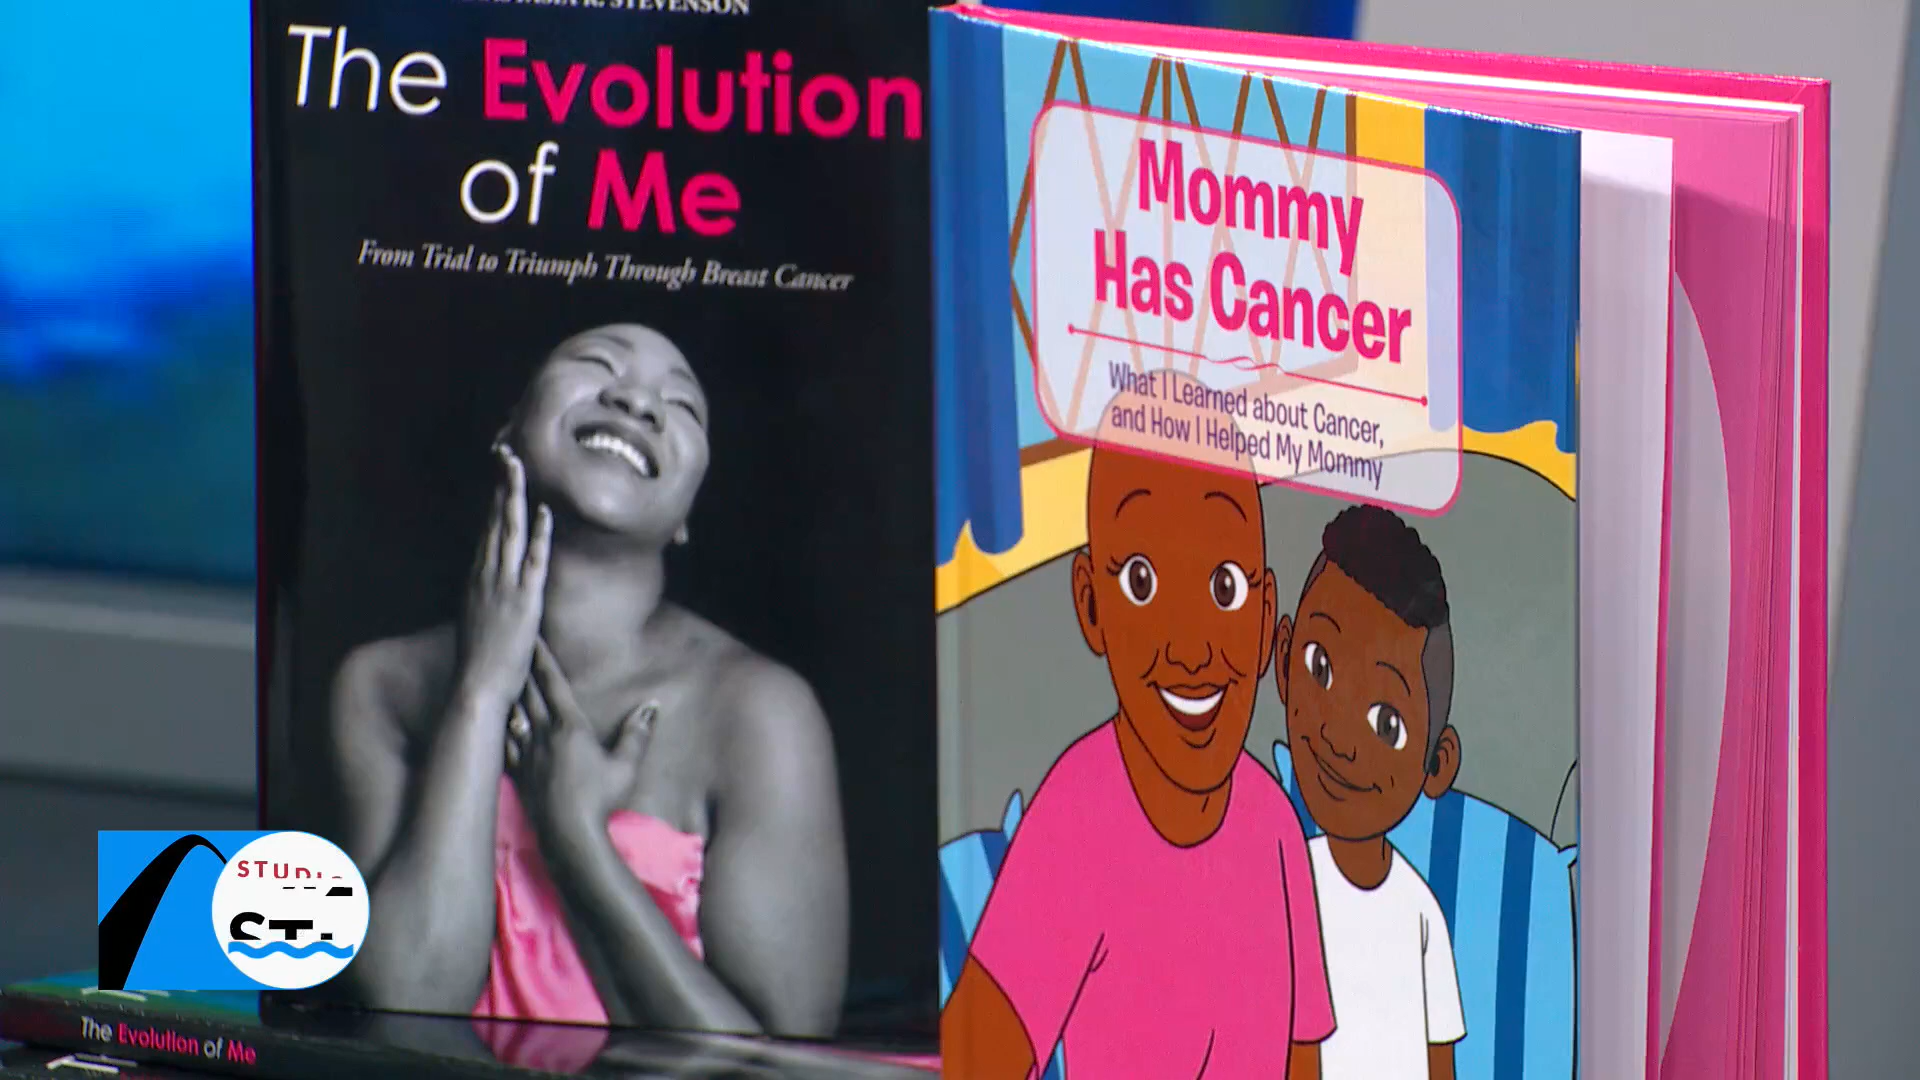 R. STEVENSON
The Evolution
of Me
From Trial to Triumph Through Breast Cancer
Mommy
Has Cancer
What I Learned about Cancer,
and How I Helped My Mommy
The Evolution of Me